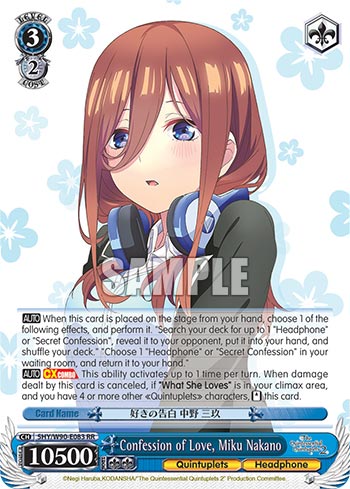 LEVEL
3
2
COST
SAMPLE
AUTO When this card is placed on the stage from your hand, choose 1 of the
following effects, and perform it. "Search your deck for up to 1 "Headphone"
or "Secret Confession", reveal it to your opponent, put it into your hand, and
shuffle your deck." "Choose 1 "Headphone" or "Secret Confession" in your
waiting room, and return it to your hand."
AUTO CX COMBO This ability activates up to 1 time per turn. When damage
dealt by this card is canceled, if "What She Loves" is in your climax area,
and you have 4 or more other <Quintuplets> characters, this card.
Card Name 好きの告白 中野 三玖
CH 5HY/W90-E083 RR
Confession of Love, Miku Nakano
10500
Quintuplets
Headphone
©Negi Haruba,KODANSHA/"The Quintessential Quintuplets 2" Production Committee.